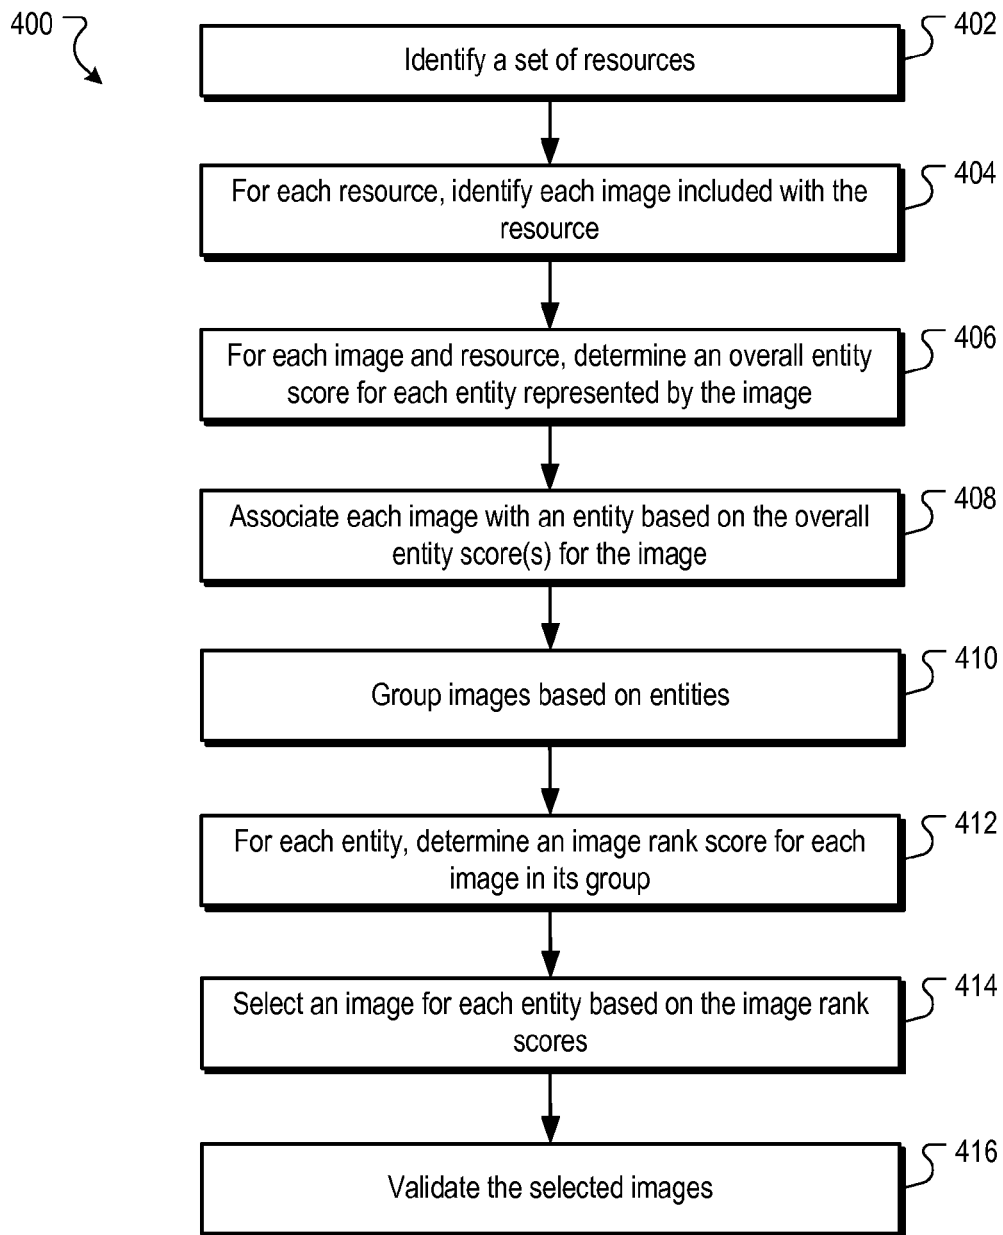 400
402
Identify a set of resources
404
For each resource, identify each image included with the
resource
406
For each image and resource, determine an overall entity
score for each entity represented by the image
408
Associate each image with an entity based on the overall
entity score(s) for the image
410
Group images based on entities
412
For each entity, determine an image rank score for each
image in its group
414
Select an image for each entity based on the image rank
scores
416
Validate the selected images